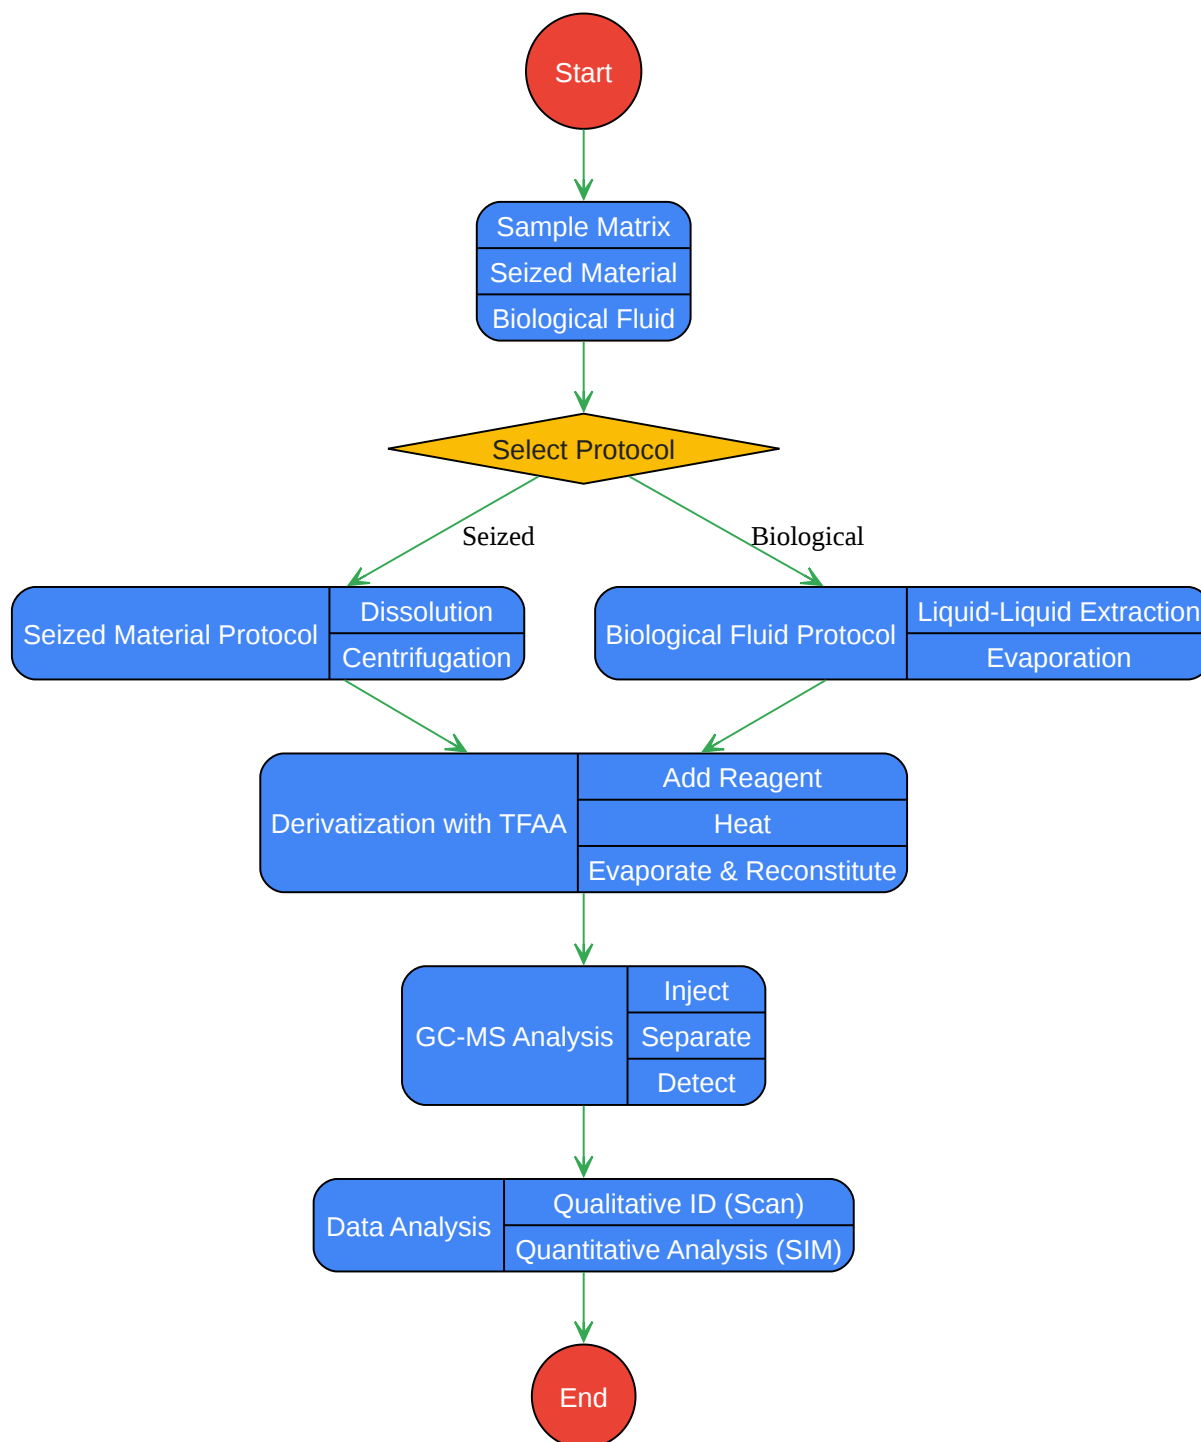 Start
Sample Matrix
Seized Material
Biological Fluid
Select Protocol
Seized
Biological
Seized Material Protocol
Dissolution
Centrifugation
Biological Fluid Protocol
Liquid-Liquid Extraction
Evaporation
Derivatization with TFAA
Add Reagent
Heat
Evaporate & Reconstitute
GC-MS Analysis
Inject
Separate
Detect
Data Analysis
Qualitative ID (Scan)
Quantitative Analysis (SIM)
End